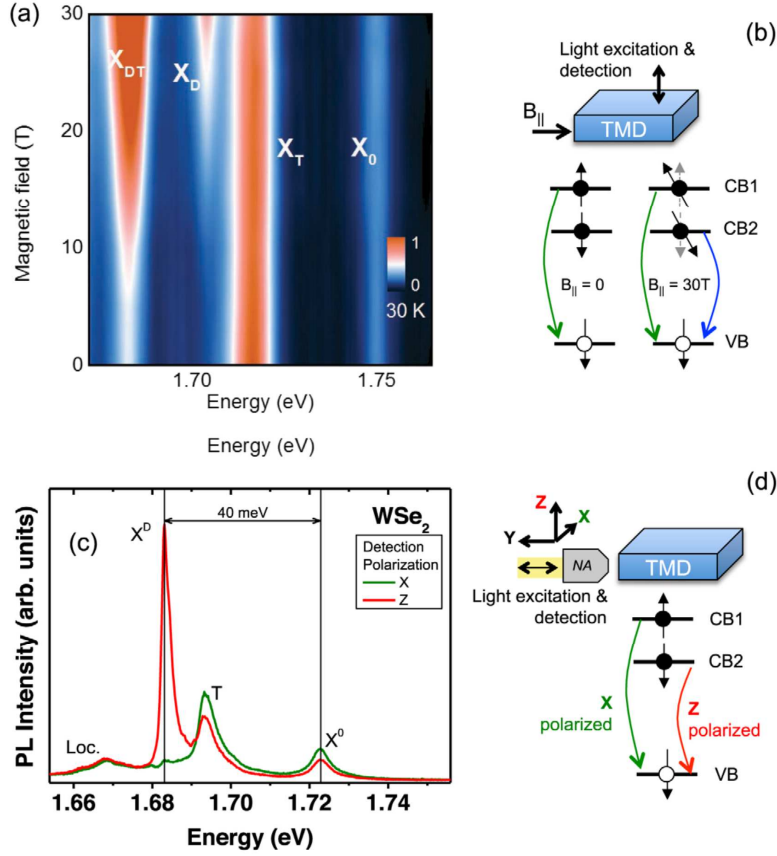 (a)
30
20
10
0
Magnetic field (T)
X_DT
X_D
X_T
X_0
1
0
30 K
1.70
1.75
Energy (eV)
Energy (eV)
(b)
Light excitation &
detection
B_||
TMD
CB1
CB2
B_|| = 0
B_|| = 30T
VB
(c)
PL Intensity (arb. units)
X^D
40 meV
WSe_2
Detection
Polarization
X
Z
T
Loc.
X^0
1.66
1.68
1.70
1.72
1.74
Energy (eV)
(d)
Z
X
Y
NA
TMD
Light excitation &
detection
CB1
CB2
X
polarized
Z
polarized
VB